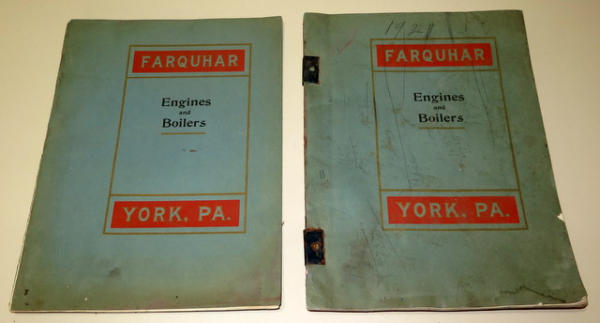 FARQUHAR
Engines
and
Boilers
YORK, PA.
FARQUHAR
Engines
and
Boilers
YORK, PA.